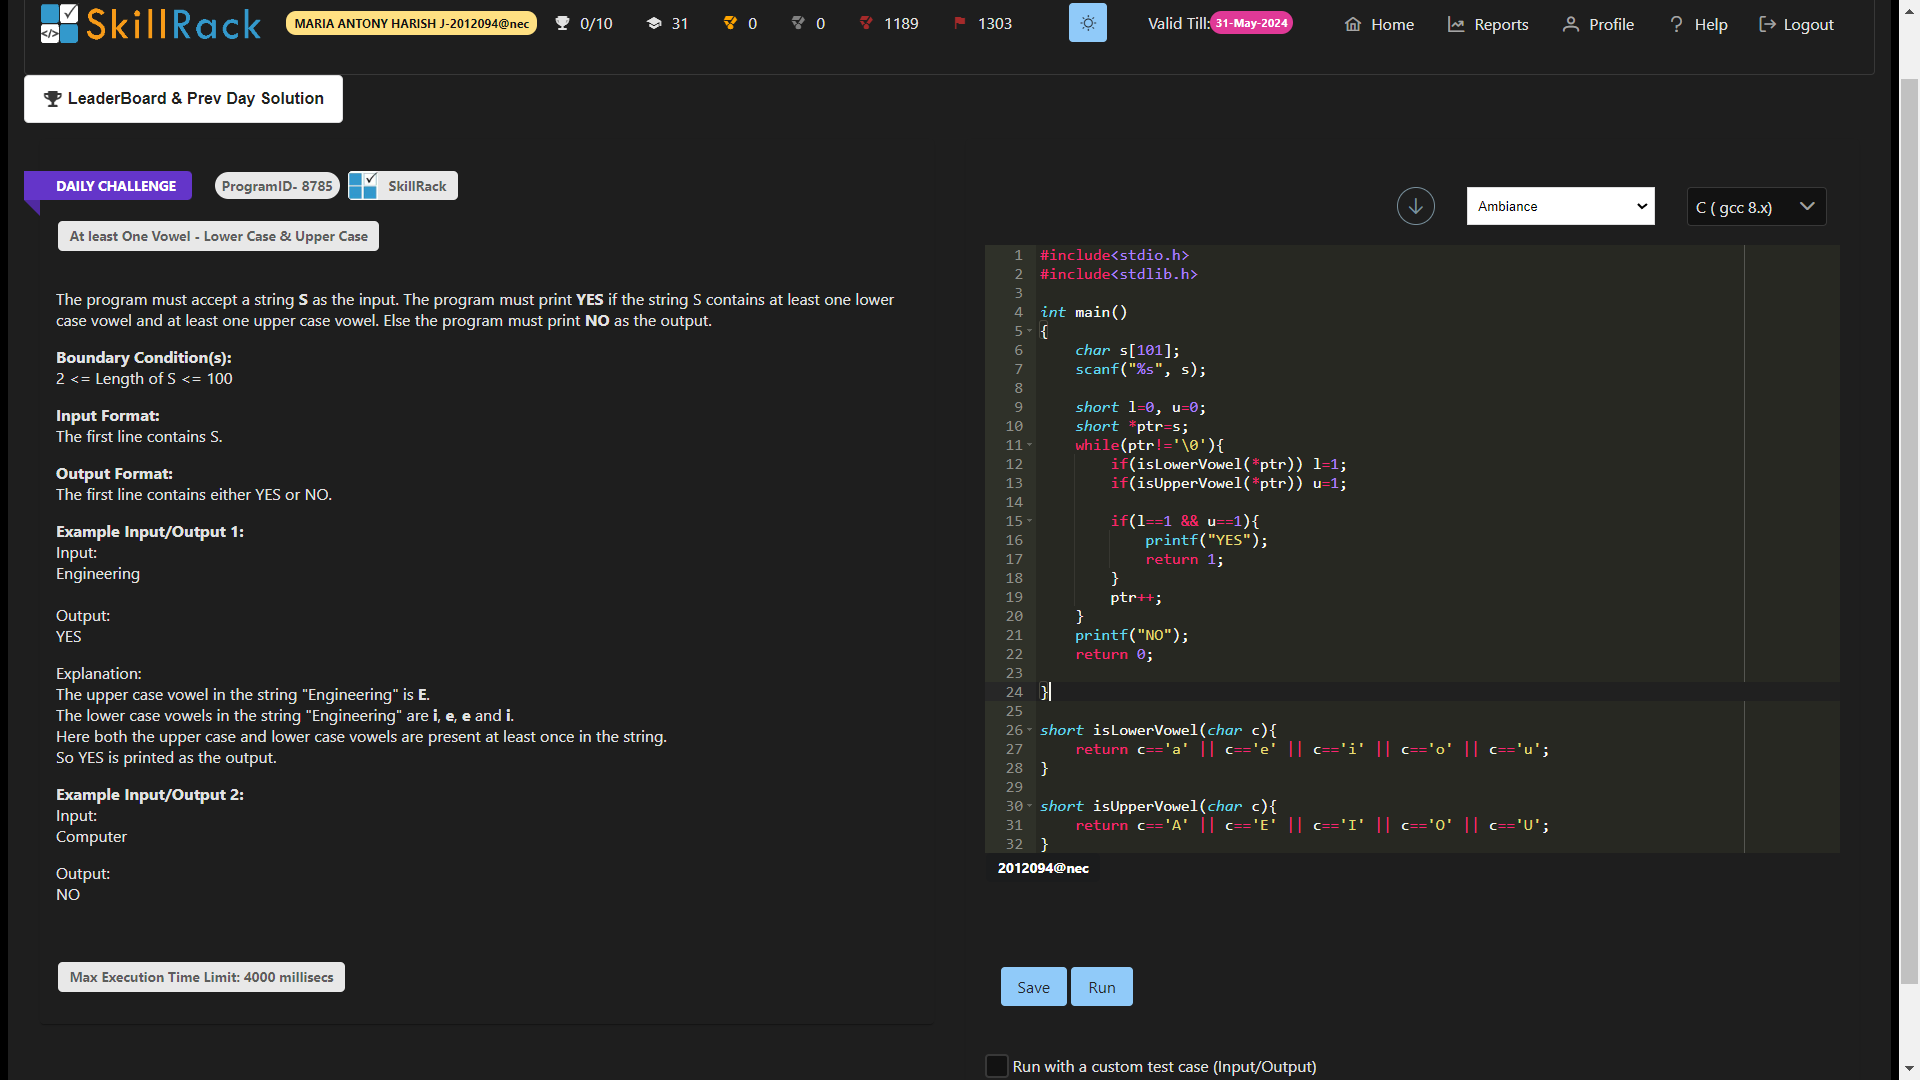 SkillRack
MARIA ANTONY HARISH J-2012094@nec
0/10
31
0
0
1189
1303
Valid Till: 31-May-2024
Home
Reports
Profile
Help
Logout
LeaderBoard & Prev Day Solution
DAILY CHALLENGE
ProgramID- 8785
SkillRack
At least One Vowel - Lower Case & Upper Case
The program must accept a string S as the input. The program must print YES if the string S contains at least one lower
case vowel and at least one upper case vowel. Else the program must print NO as the output.
Boundary Condition(s):
2 <= Length of S <= 100
Input Format:
The first line contains S.
Output Format:
The first line contains either YES or NO.
Example Input/Output 1:
Input:
Engineering
Output:
YES
Explanation:
The upper case vowel in the string "Engineering" is E.
The lower case vowels in the string "Engineering" are i, e, e and i.
Here both the upper case and lower case vowels are present at least once in the string.
So YES is printed as the output.
Example Input/Output 2:
Input:
Computer
Output:
NO
Max Execution Time Limit: 4000 millisecs
Ambiance
C ( gcc 8.x)
1 #include<stdio.h>
2 #include<stdlib.h>
3
4 int main()
5 {
6     char s[101];
7     scanf("%s", s);
8
9     short l=0, u=0;
10     short *ptr=s;
11     while(ptr!='\0'){
12         if(isLowerVowel(*ptr)) l=1;
13         if(isUpperVowel(*ptr)) u=1;
14
15         if(l==1 && u==1){
16             printf("YES");
17             return 1;
18         }
19         ptr++;
20     }
21     printf("NO");
22     return 0;
23
24 }
25
26 short isLowerVowel(char c){
27     return c=='a' || c=='e' || c=='i' || c=='o' || c=='u';
28 }
29
30 short isUpperVowel(char c){
31     return c=='A' || c=='E' || c=='I' || c=='O' || c=='U';
32 }
2012094@nec
Save
Run
Run with a custom test case (Input/Output)